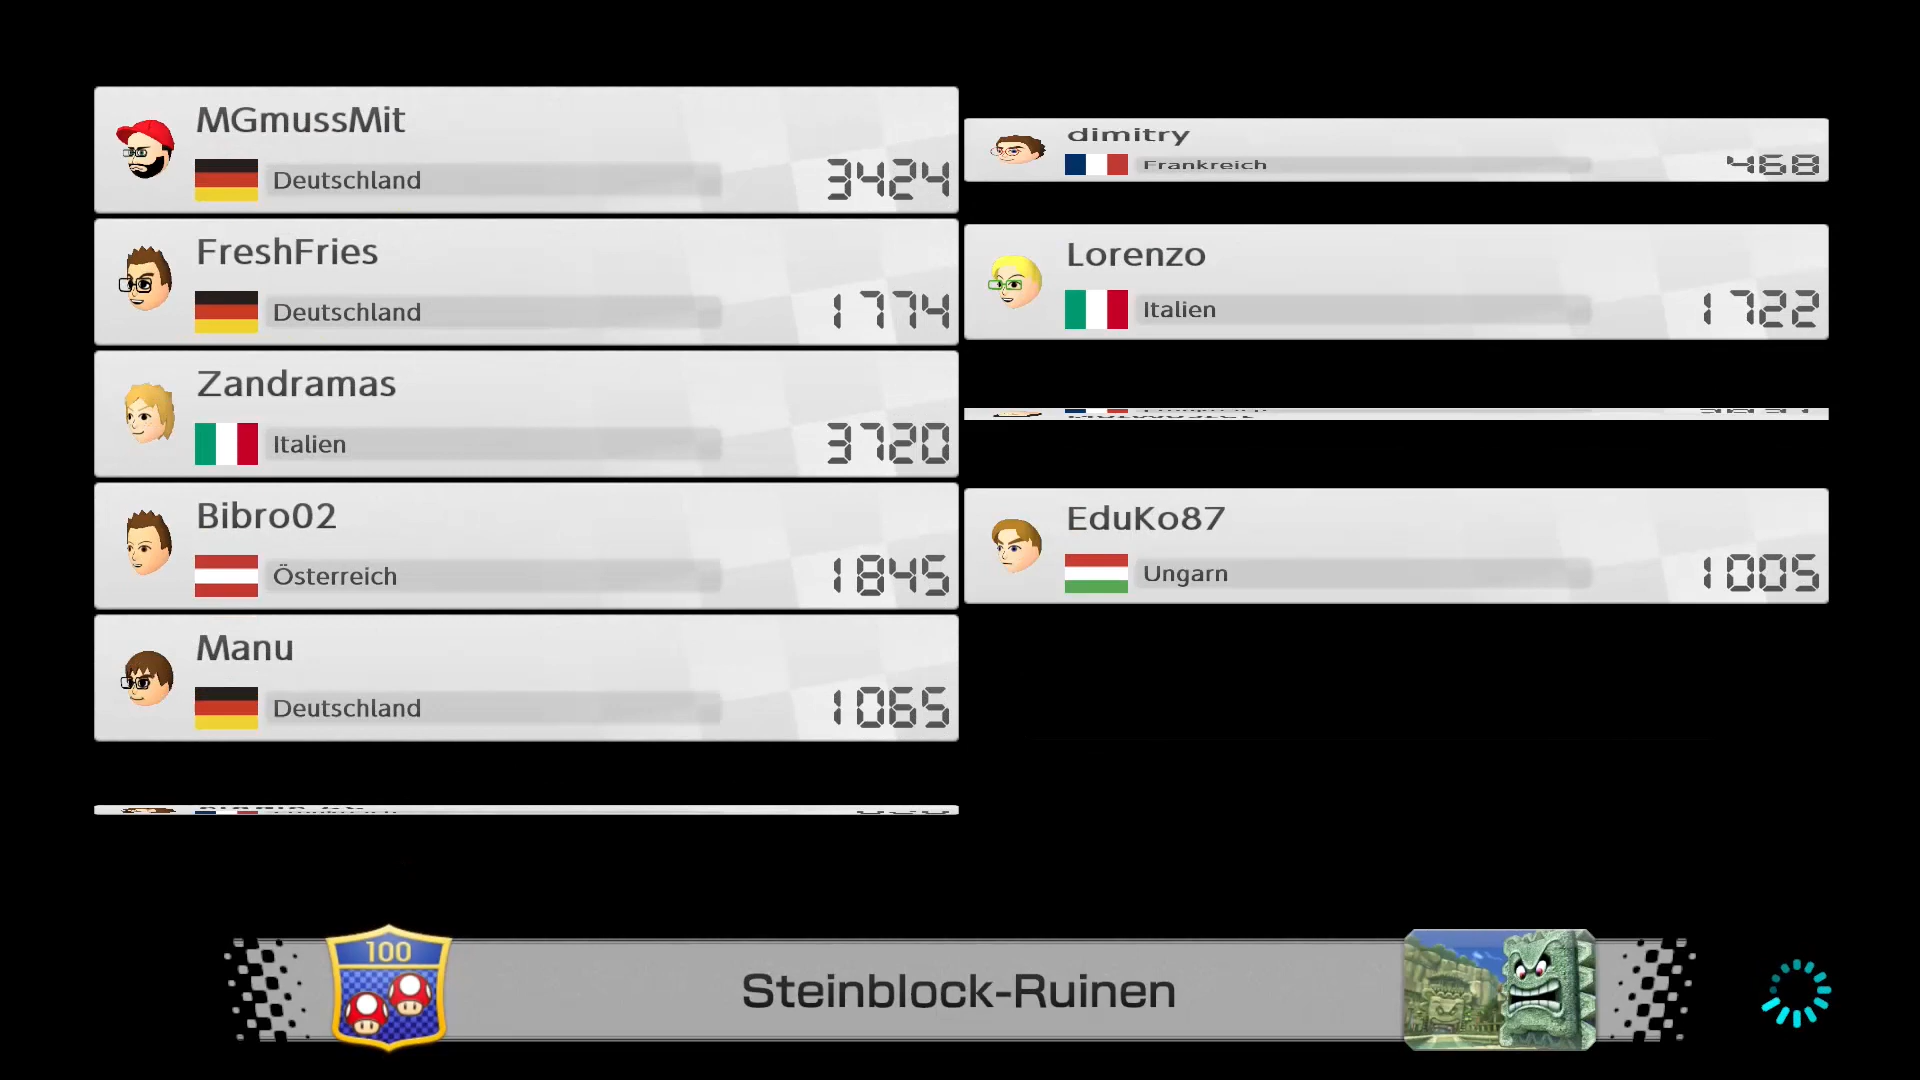 MGmussMit
Deutschland
3424
FreshFries
Deutschland
1774
Zandramas
Italien
3720
Bibro02
Österreich
1845
Manu
Deutschland
1065
dimitry
Frankreich
468
Lorenzo
Italien
1722
EduKo87
Ungarn
1005
100
Steinblock-Ruinen